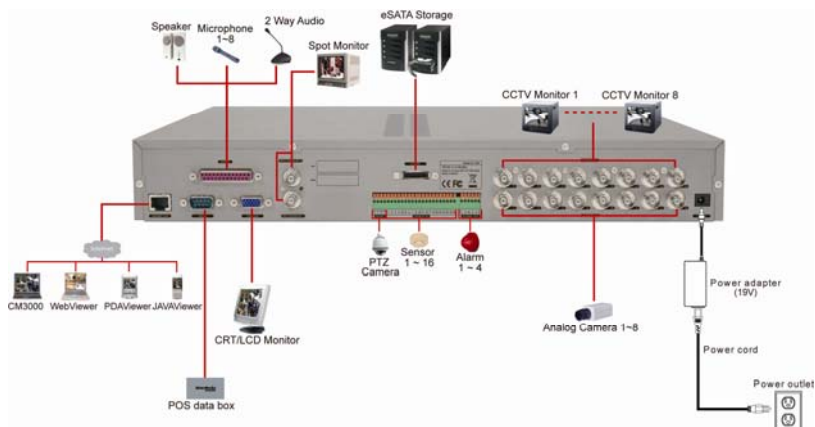 Speaker
Microphone
1~8
2 Way Audio
Spot Monitor
eSATA Storage
CCTV Monitor 1
CCTV Monitor 8
Internet
CM3000
WebViewer
PDAViewer
JAVAViewer
POS data box
CRT/LCD Monitor
PTZ
Camera
Sensor
1 ~ 16
Alarm
1 ~ 4
Analog Camera 1~8
Power adapter
(19V)
Power cord
Power outlet